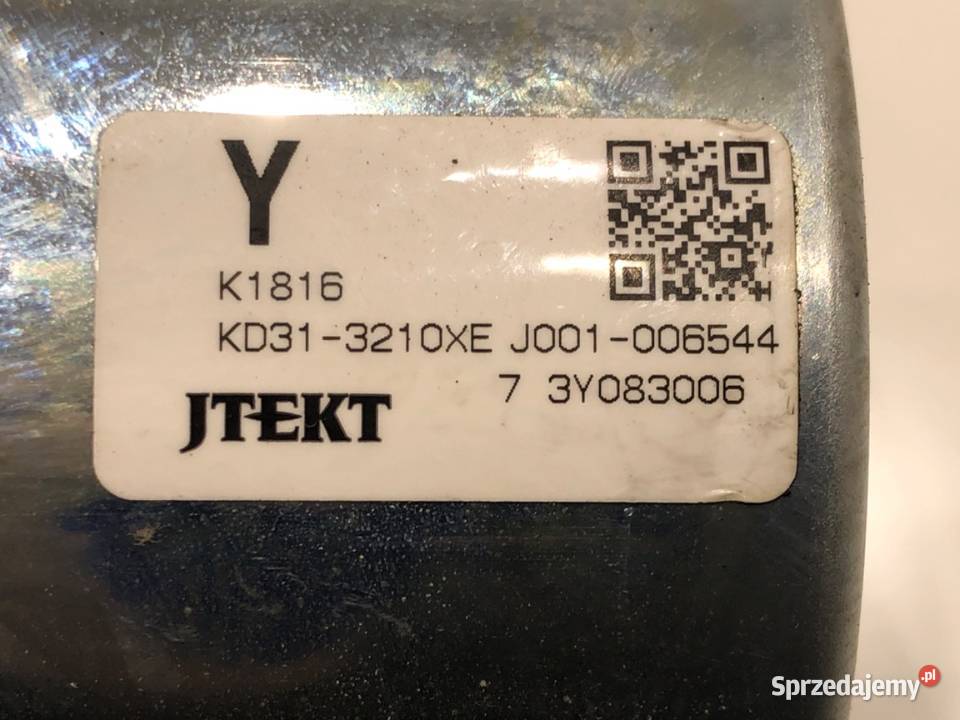 Y
K1816
KD31-3210XE J001-006544
7 3Y083006
JTEKT
Sprzedajemy.pl